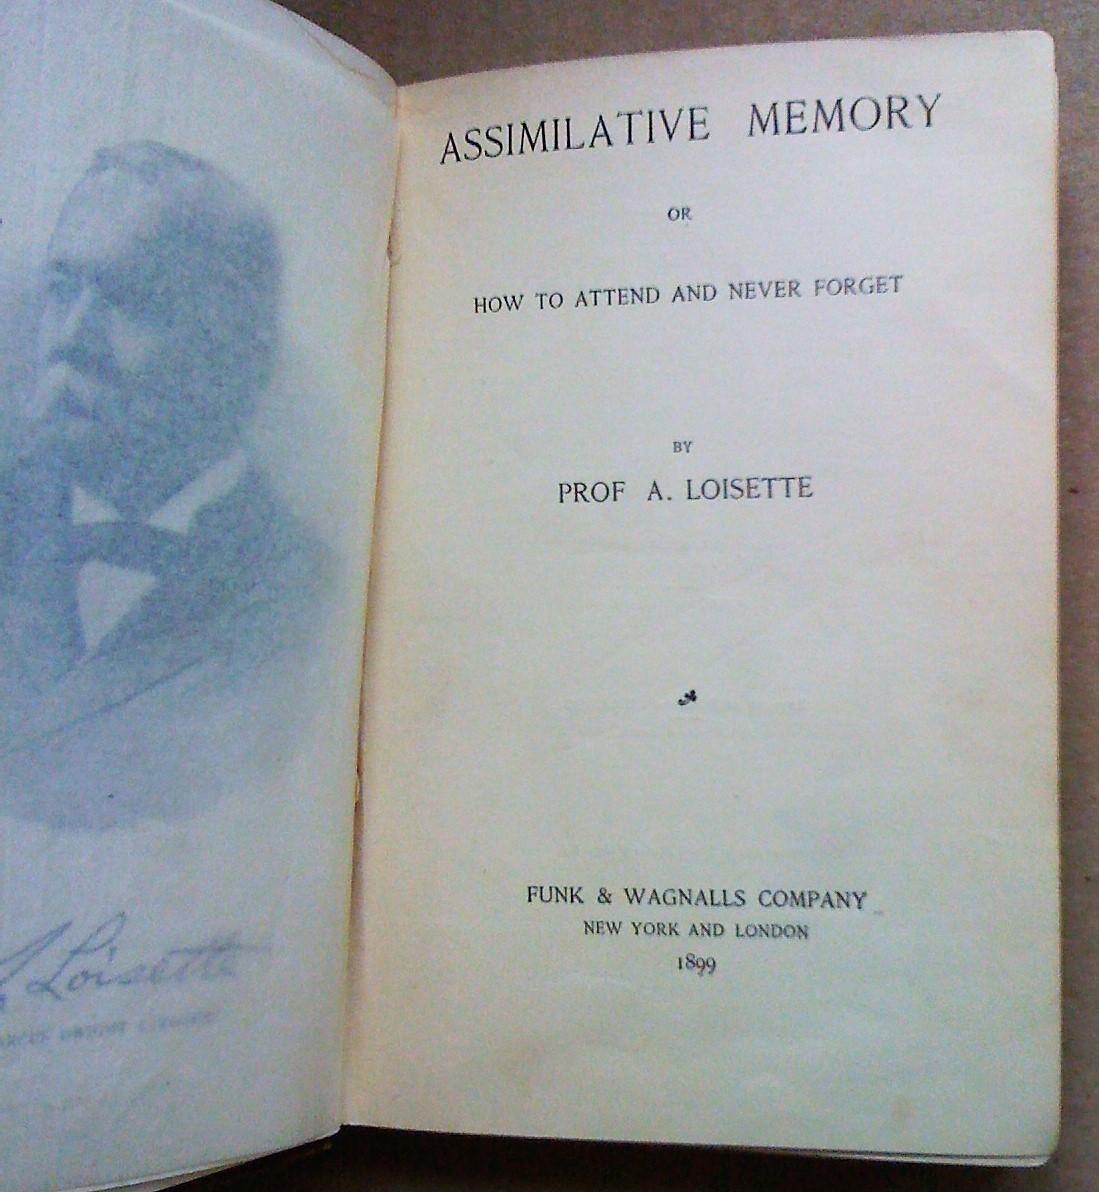 Loisette
ASSIMILATIVE MEMORY
OR
HOW TO ATTEND AND NEVER FORGET
BY
PROF A. LOISETTE
FUNK & WAGNALLS COMPANY
NEW YORK AND LONDON
1899